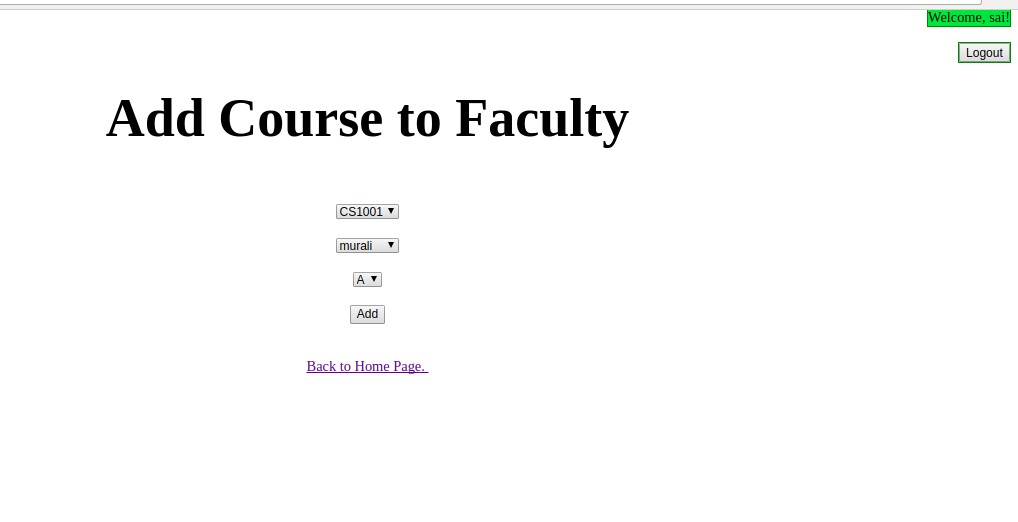 Welcome, sai!
Logout
Add Course to Faculty
CS1001
murali
A
Add
Back to Home Page.